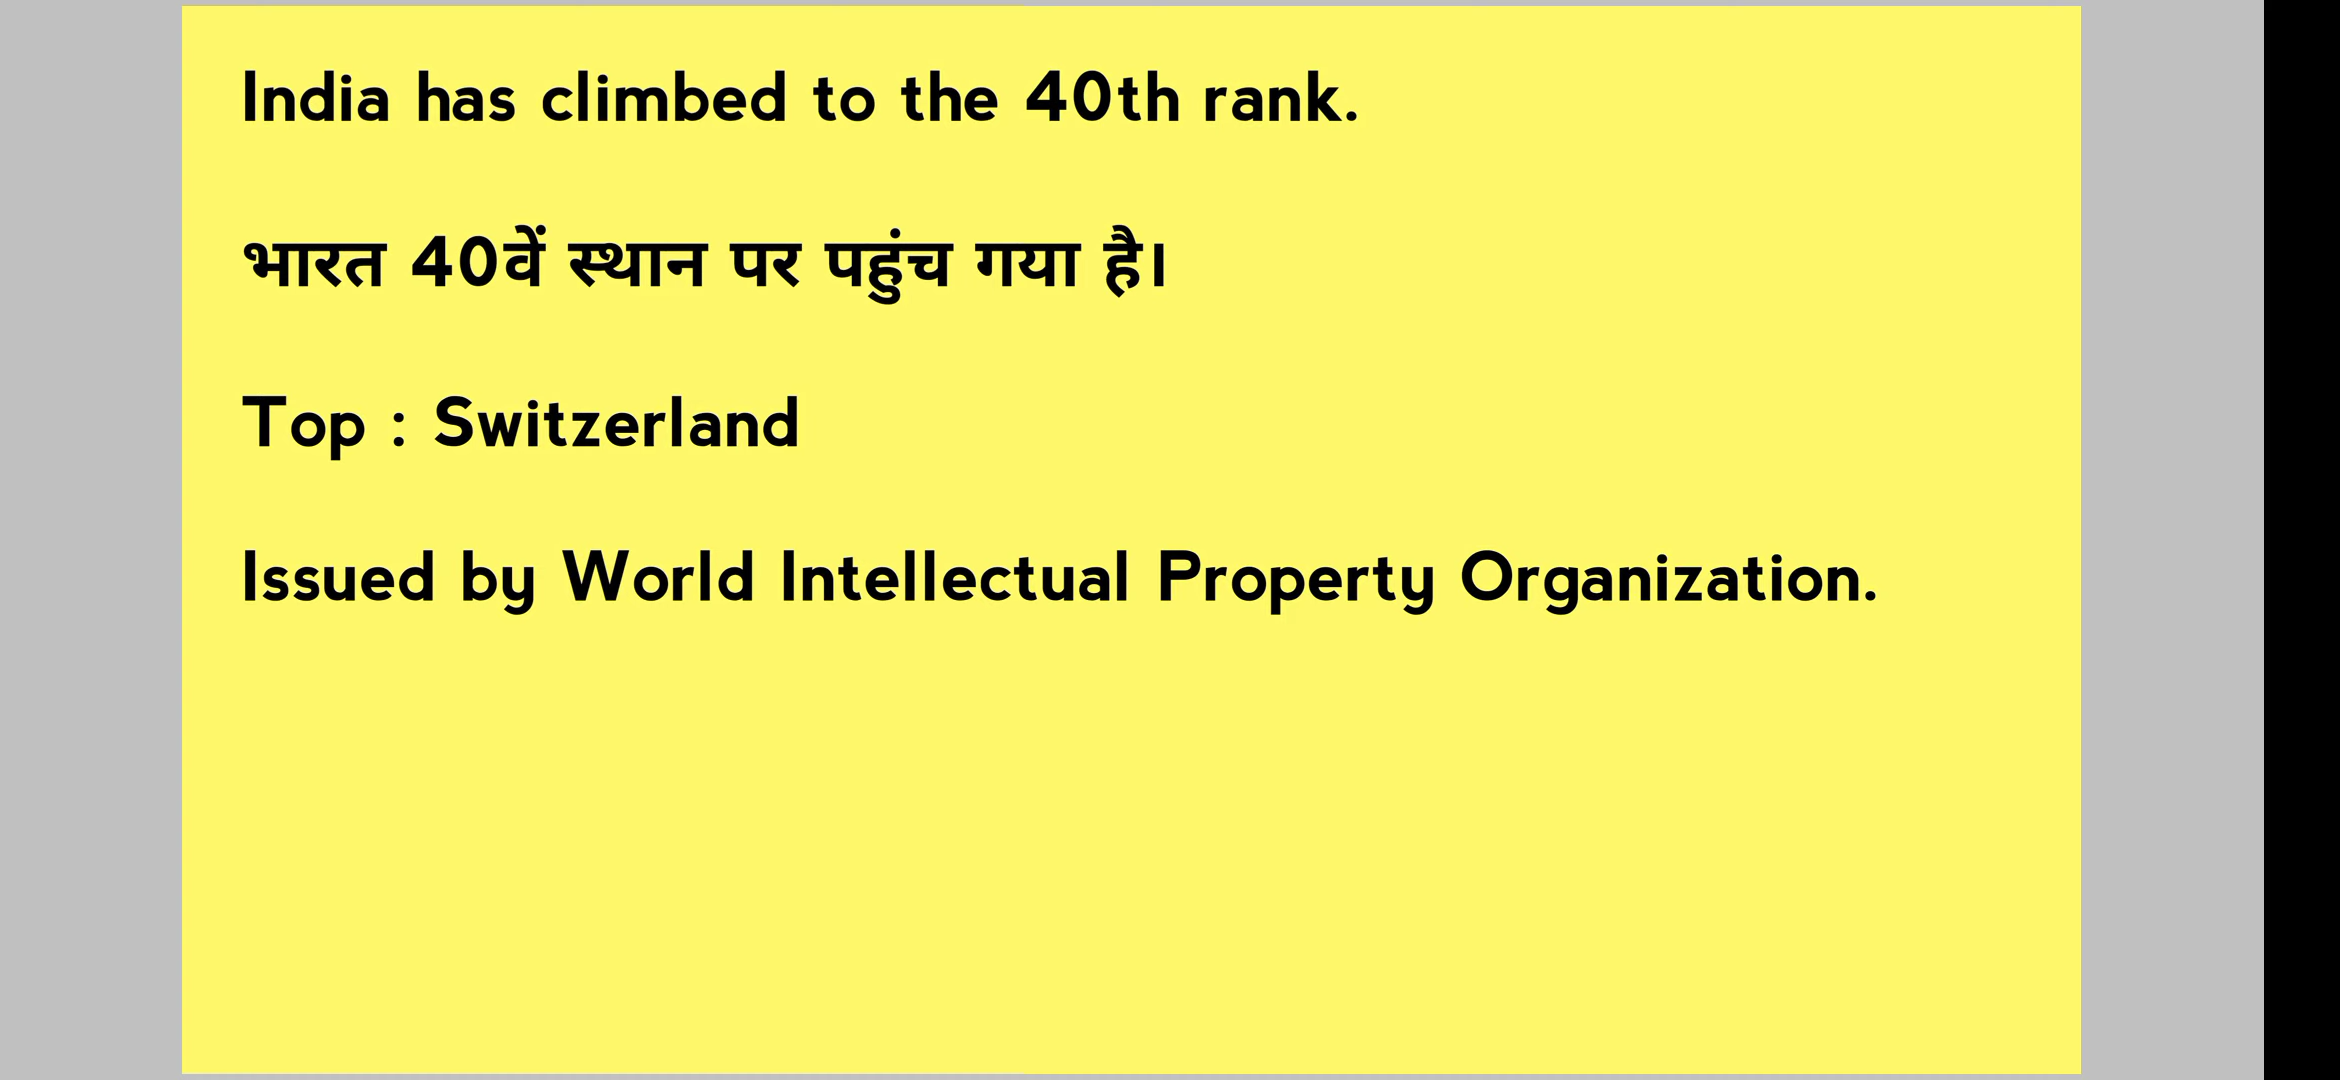 India has climbed to the 40th rank.
भारत 40वें स्थान पर पहुंच गया है।
Top : Switzerland
Issued by World Intellectual Property Organization.